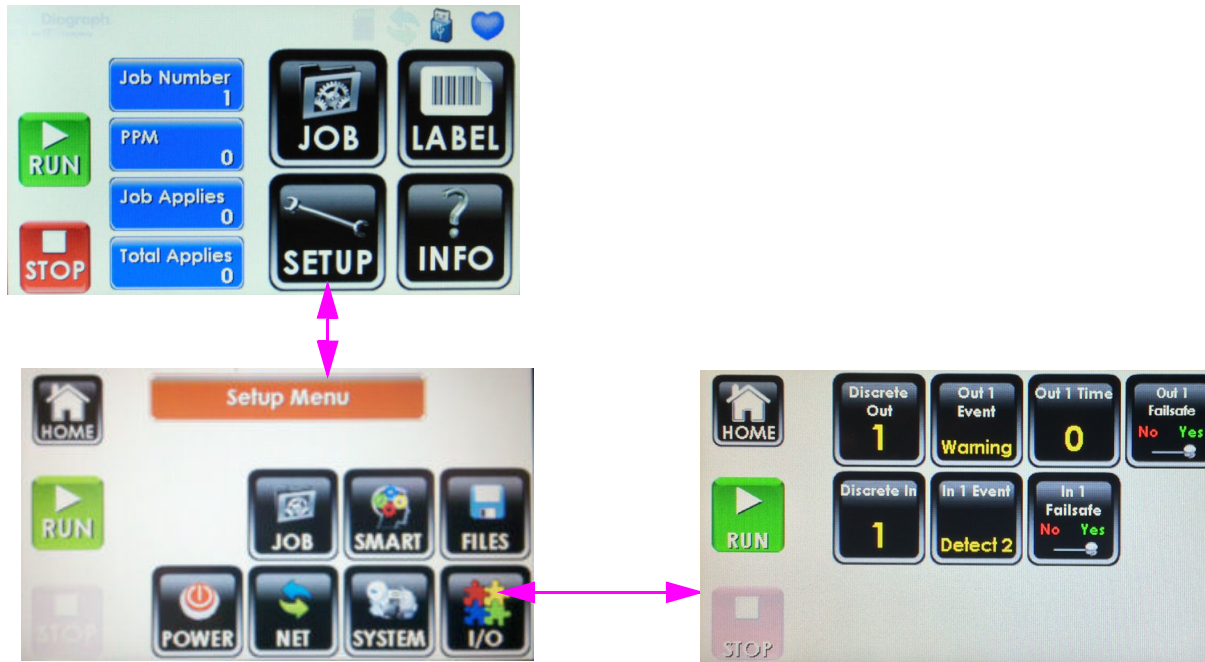 Diagraph
Job Number
1
PPM
0
Job Applies
0
Total Applies
0
RUN
STOP
JOB
LABEL
SETUP
INFO
HOME
Setup Menu
RUN
STOP
JOB
SMART
FILES
POWER
NET
SYSTEM
I/O
HOME
RUN
STOP
Discrete
Out
1
Out 1
Event
Warning
Out 1 Time
0
Out 1
Failsafe
No Yes
Discrete In
1
In 1 Event
Detect 2
In 1
Failsafe
No Yes